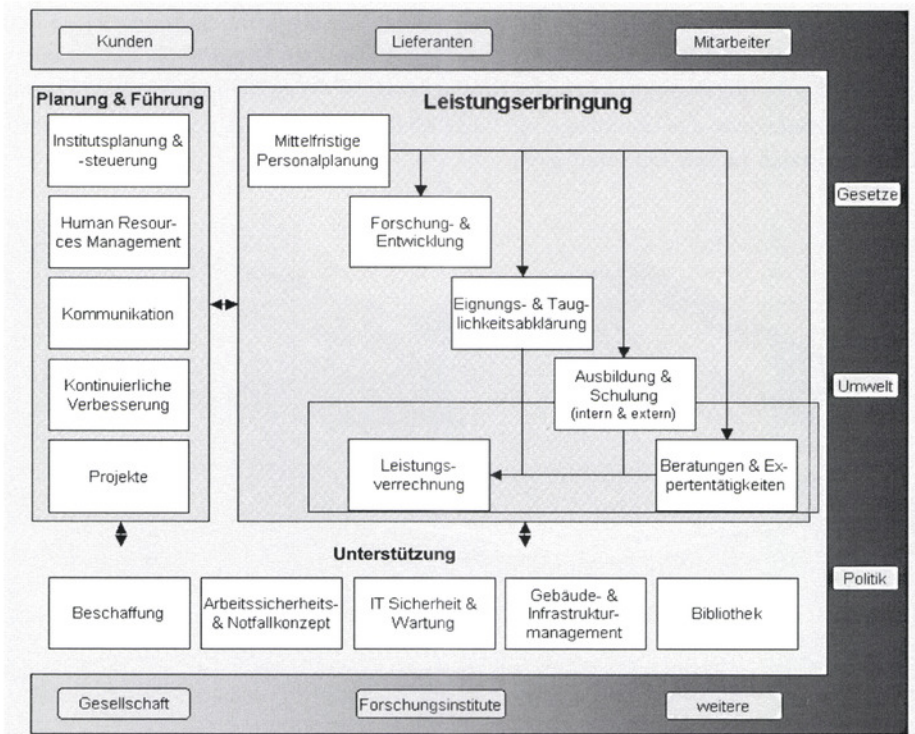 Kunden
Lieferanten
Mitarbeiter
Planung & Führung
Institutsplanung &
-steuerung
Human Resour-
ces Management
Kommunikation
Kontinuierliche
Verbesserung
Projekte
Leistungserbringung
Mittelfristige
Personalplanung
Forschung- &
Entwicklung
Eignungs- & Taug-
lichkeitsabklärung
Ausbildung &
Schulung
(intern & extern)
Leistungs-
verrechnung
Beratungen & Ex-
pertentätigkeiten
Gesetze
Umwelt
Politik
Unterstützung
Beschaffung
Arbeitssicherheits-
& Notfallkonzept
IT Sicherheit &
Wartung
Gebäude- &
Infrastruktur-
management
Bibliothek
Gesellschaft
Forschungsinstitute
weitere